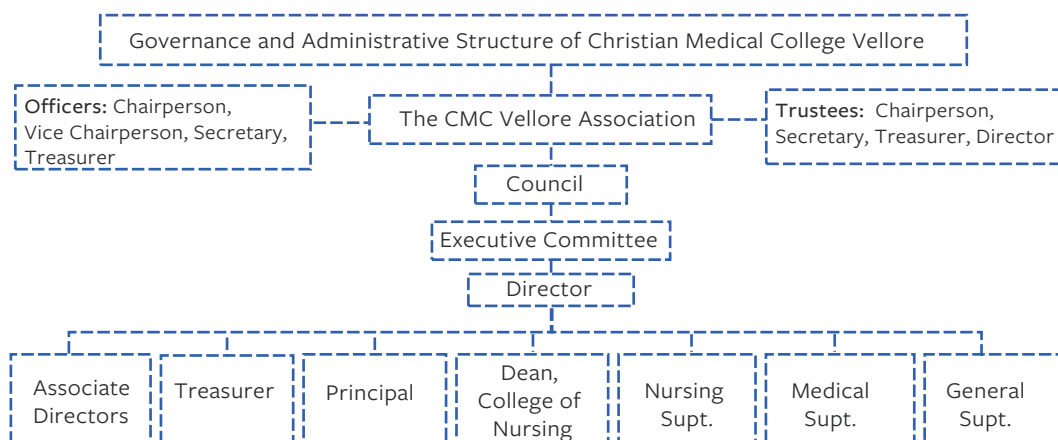 Governance and Administrative Structure of Christian Medical College Vellore
Officers: Chairperson,
Vice Chairperson, Secretary,
Treasurer
The CMC Vellore Association
Trustees: Chairperson,
Secretary, Treasurer, Director
Council
Executive Committee
Director
Associate
Directors
Treasurer
Principal
Dean,
College of
Nursing
Nursing
Supt.
Medical
Supt.
General
Supt.